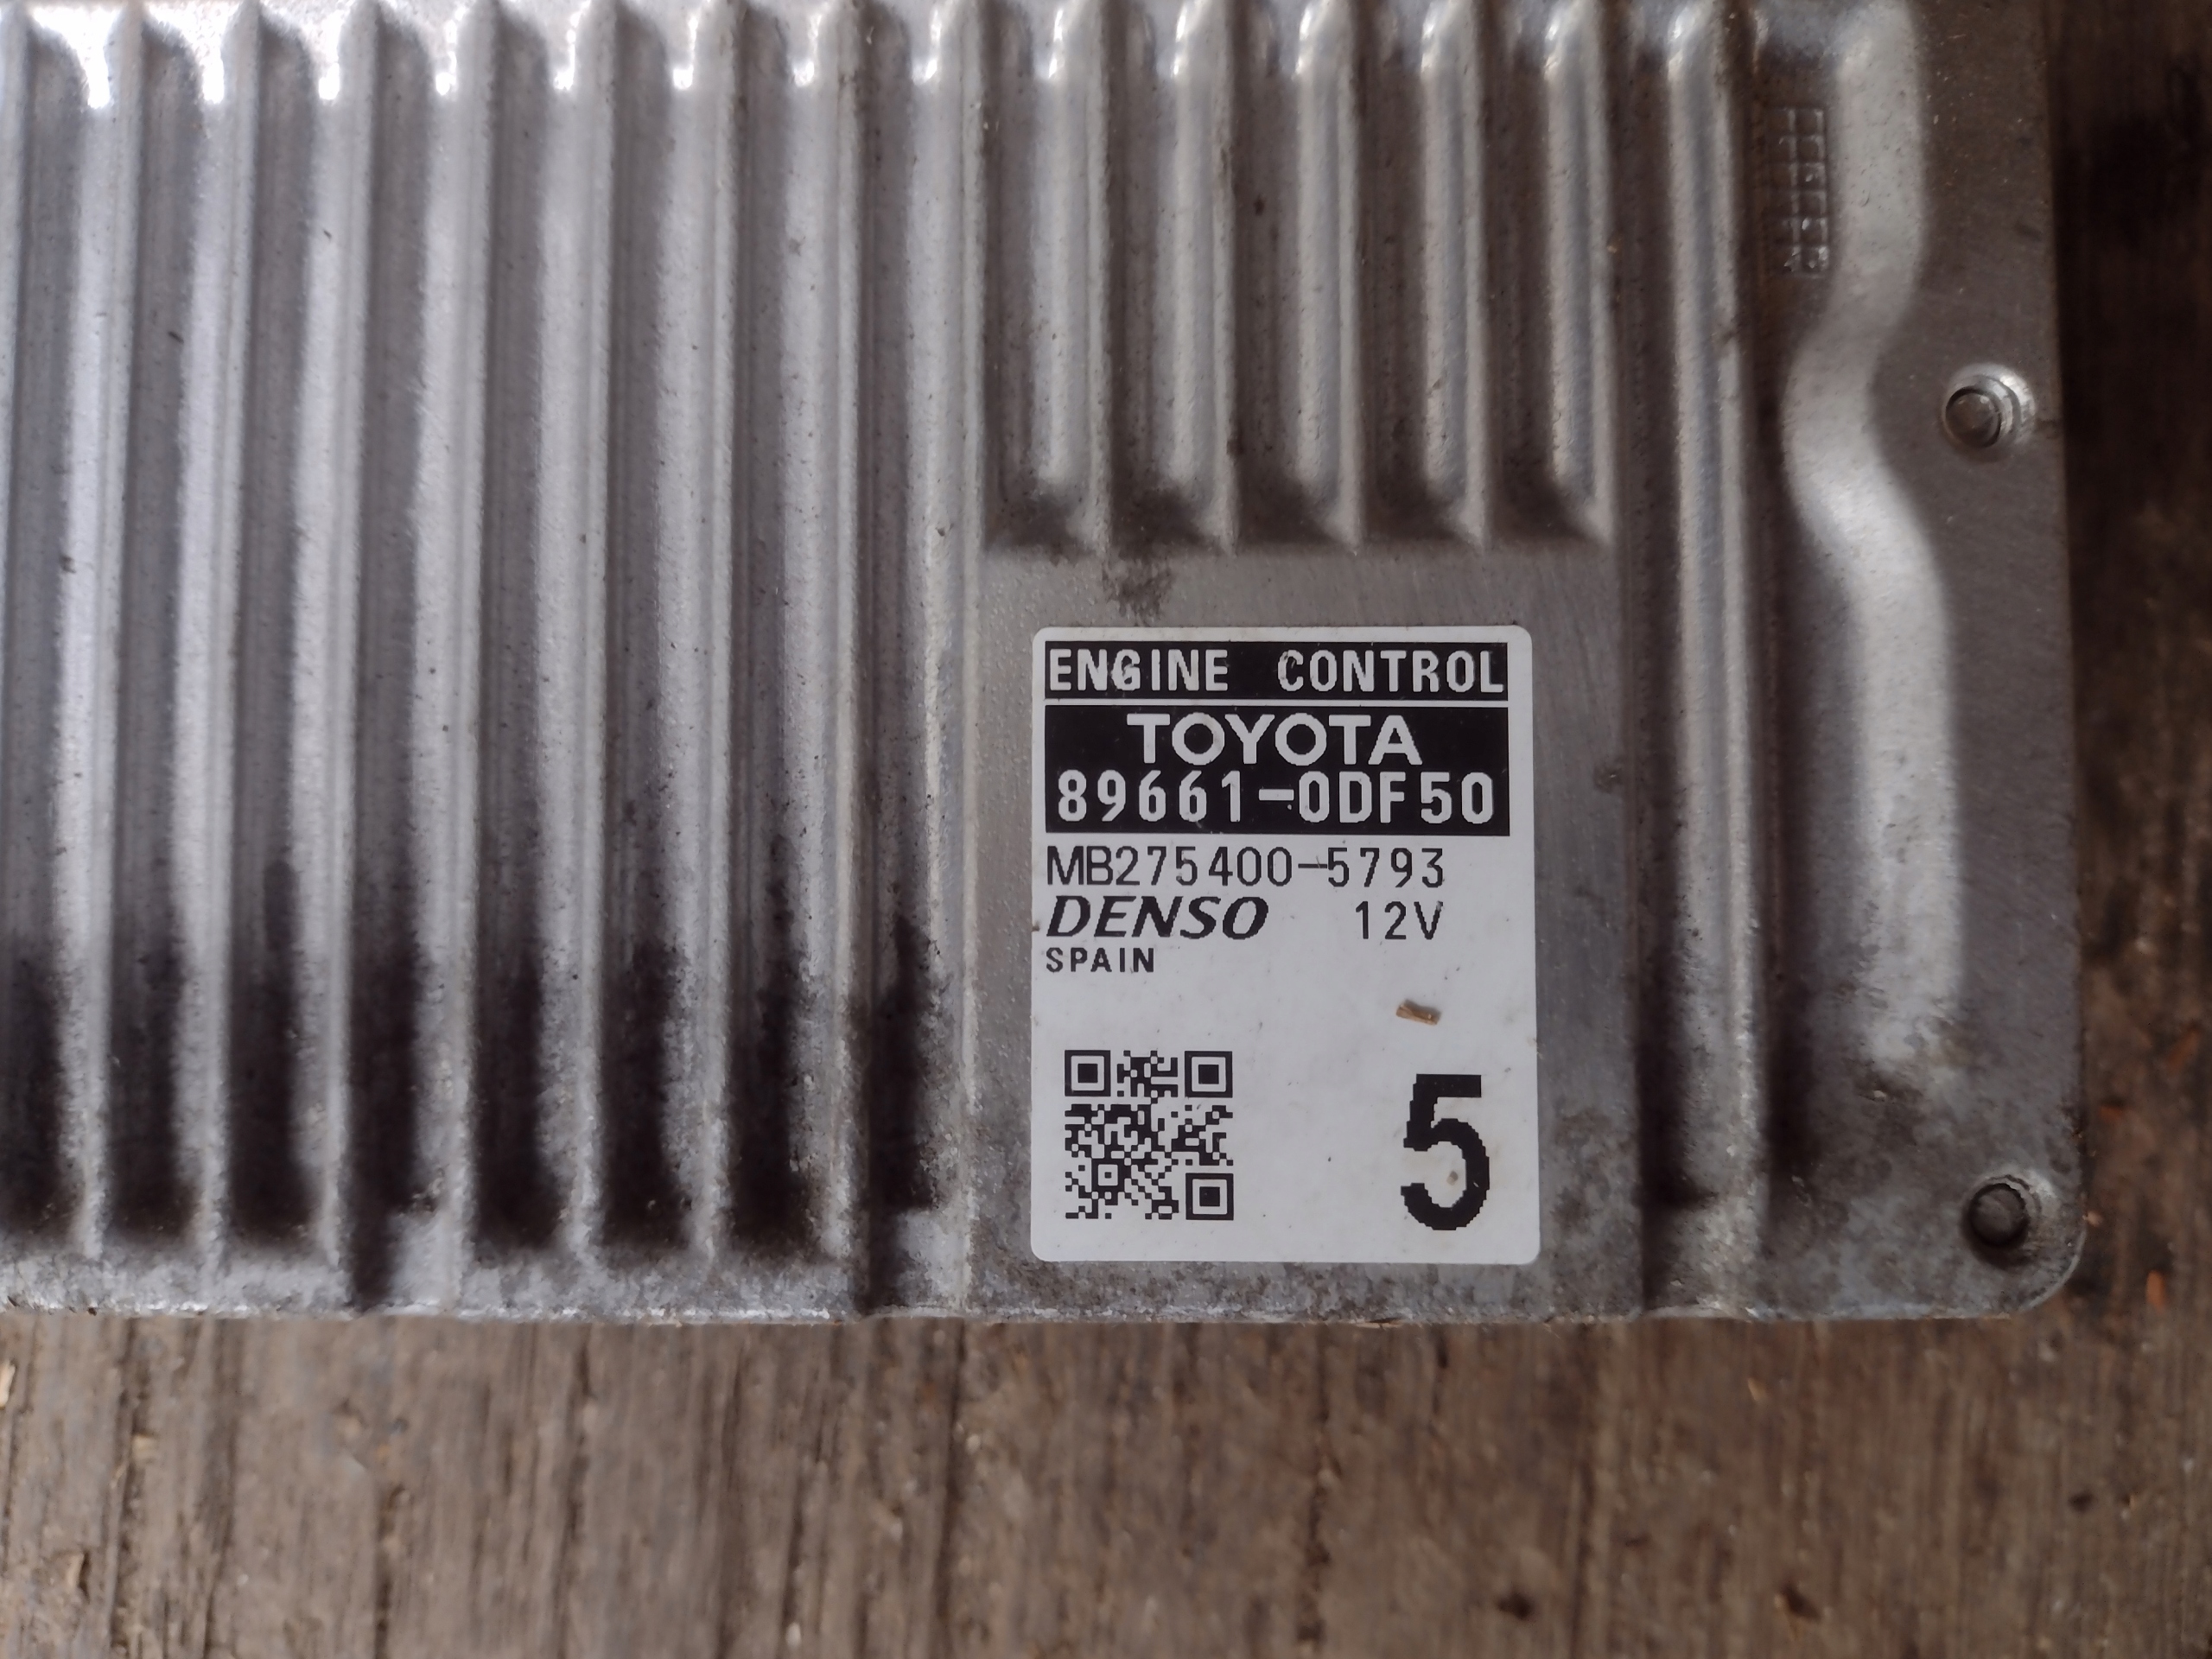 ENGINE CONTROL
TOYOTA
89661-0DF50
MB275400-5793
DENSO 12V
SPAIN
5